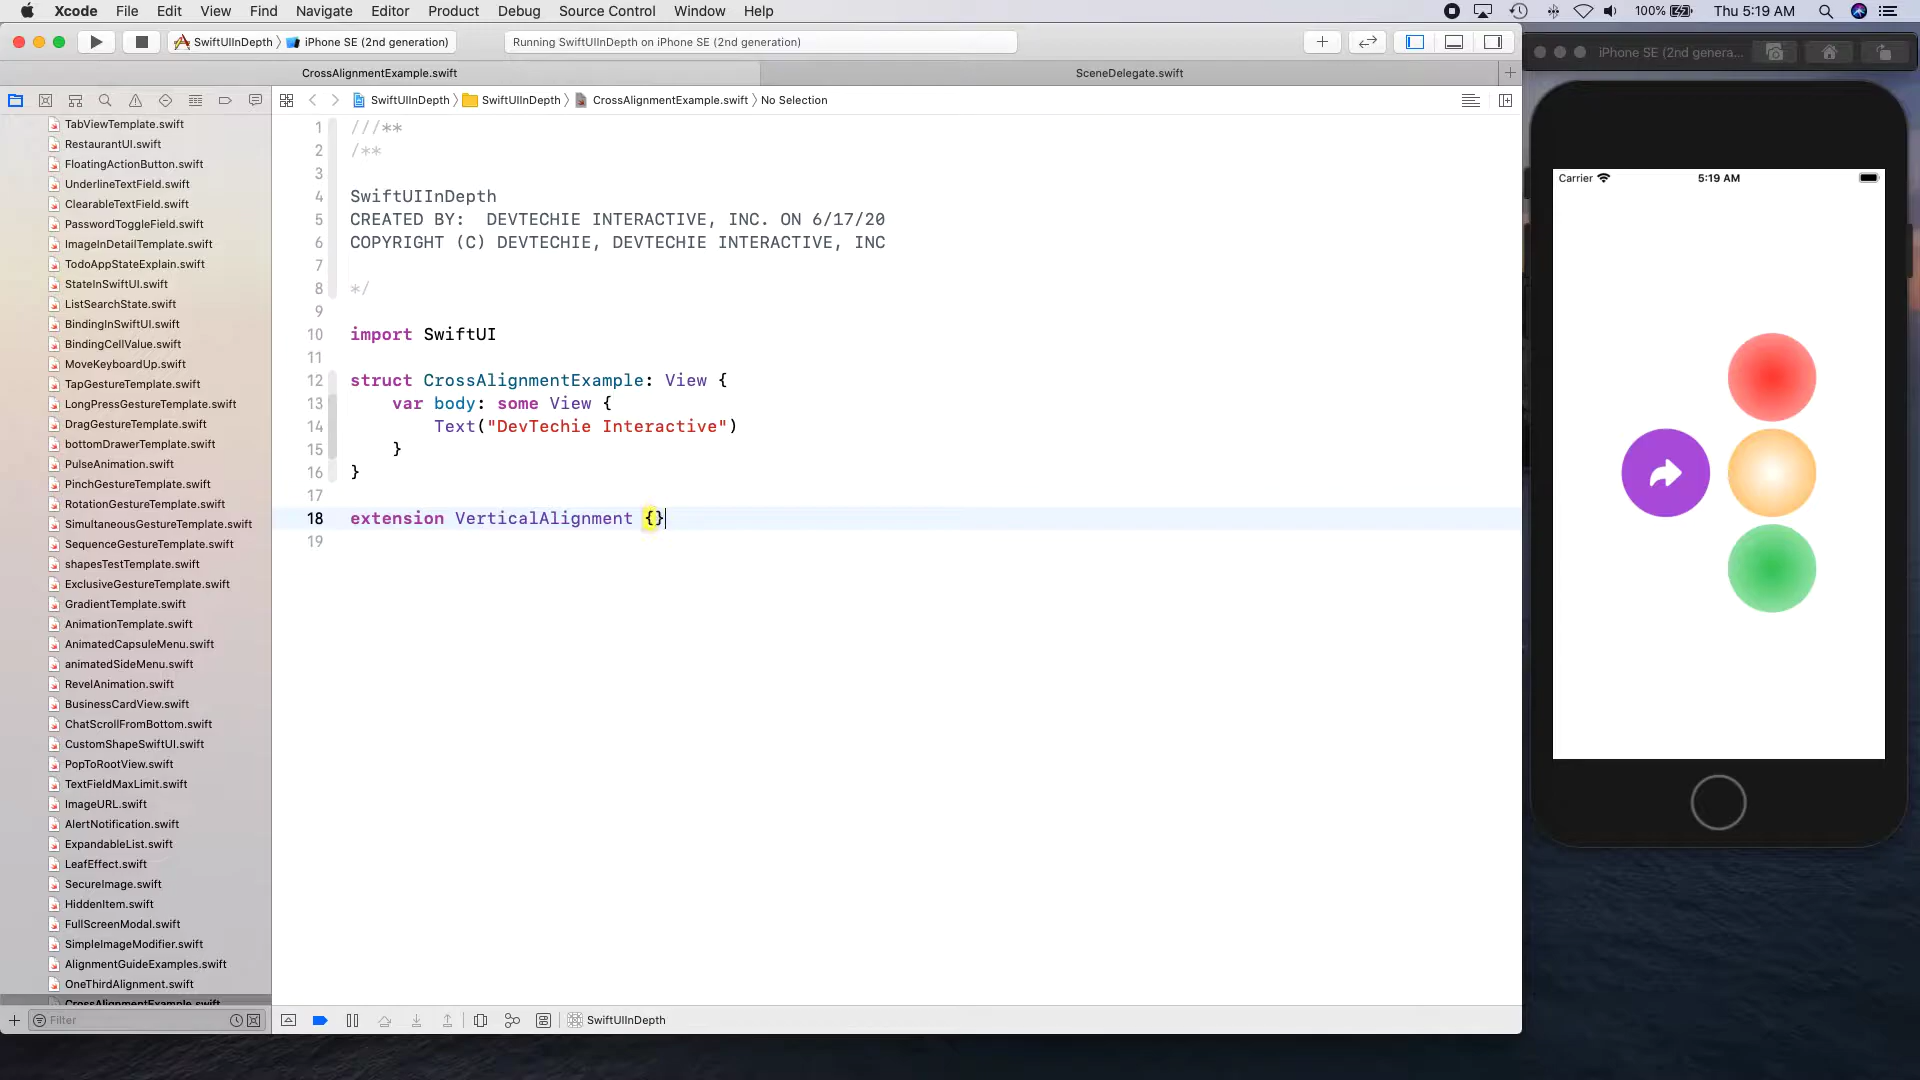 Xcode File Edit View Find Navigate Editor Product Debug Source Control Window Help 100% Thu 5:19 AM
SwiftUIInDepth iPhone SE (2nd generation) Running SwiftUIInDepth on iPhone SE (2nd generation)
iPhone SE (2nd genera...
CrossAlignmentExample.swift SceneDelegate.swift
SwiftUIInDepth SwiftUIInDepth CrossAlignmentExample.swift No Selection
TabViewTemplate.swift
RestaurantUI.swift
FloatingActionButton.swift
UnderlineTextField.swift
ClearableTextField.swift
PasswordToggleField.swift
ImageInDetailTemplate.swift
TodoAppStateExplain.swift
StateInSwiftUI.swift
ListSearchState.swift
BindingInSwiftUI.swift
BindingCellValue.swift
MoveKeyboardUp.swift
TapGestureTemplate.swift
LongPressGestureTemplate.swift
DragGestureTemplate.swift
bottomDrawerTemplate.swift
PulseAnimation.swift
PinchGestureTemplate.swift
RotationGestureTemplate.swift
SimultaneousGestureTemplate.swift
SequenceGestureTemplate.swift
shapesTestTemplate.swift
ExclusiveGestureTemplate.swift
GradientTemplate.swift
AnimationTemplate.swift
AnimatedCapsuleMenu.swift
animatedSideMenu.swift
RevelAnimation.swift
BusinessCardView.swift
ChatScrollFromBottom.swift
CustomShapeSwiftUI.swift
PopToRootView.swift
TextFieldMaxLimit.swift
ImageURL.swift
AlertNotification.swift
ExpandableList.swift
LeafEffect.swift
SecureImage.swift
HiddenItem.swift
FullScreenModal.swift
SimpleImageModifier.swift
AlignmentGuideExamples.swift
OneThirdAlignment.swift
CrossAlignmentExample.swift
Filter
1 ///**
2 /**
3
4 SwiftUIInDepth
5 CREATED BY: DEVTECHIE INTERACTIVE, INC. ON 6/17/20
6 COPYRIGHT (C) DEVTECHIE, DEVTECHIE INTERACTIVE, INC
7
8 */
9
10 import SwiftUI
11
12 struct CrossAlignmentExample: View {
13 var body: some View {
14 Text("DevTechie Interactive")
15 }
16 }
17
18 extension VerticalAlignment {}
19
SwiftUIInDepth
Carrier 5:19 AM